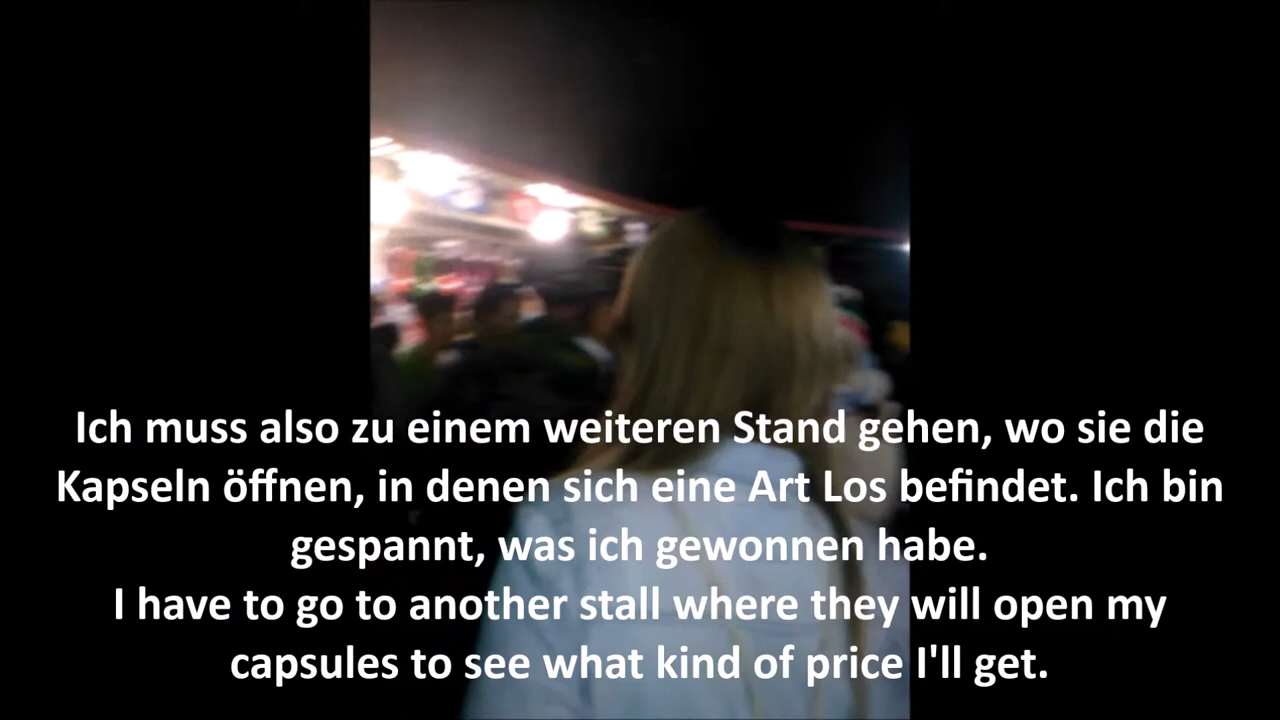 Ich muss also zu einem weiteren Stand gehen, wo sie die
Kapseln öffnen, in denen sich eine Art Los befindet. Ich bin
gespannt, was ich gewonnen habe.
I have to go to another stall where they will open my
capsules to see what kind of price I'll get.